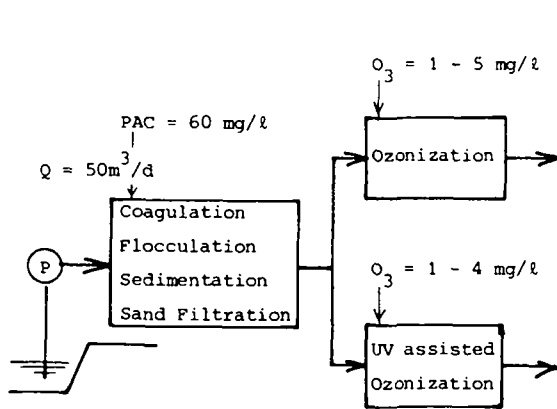 O₃ = 1 - 5 mg/ℓ
PAC = 60 mg/ℓ
Q = 50m³/d
Ozonization
Coagulation
Flocculation
Sedimentation
Sand Filtration
P
O₃ = 1 - 4 mg/ℓ
UV assisted
Ozonization